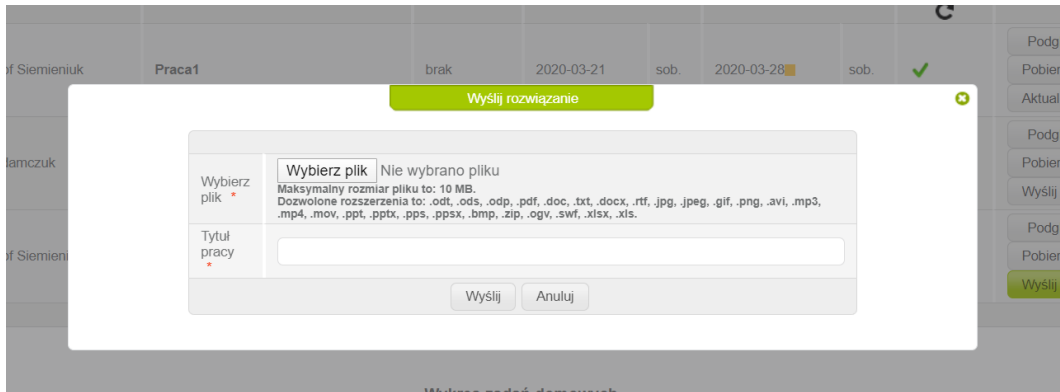 of Siemieniuk Praca1 brak 2020-03-21 sob. 2020-03-28 sob.
Podg
Pobier
Aktual
Wyślij rozwiązanie
damczuk
Podg
Pobier
Wyślij
Wybierz plik *
Wybierz plik Nie wybrano pliku
Maksymalny rozmiar pliku to: 10 MB.
Dozwolone rozszerzenia to: .odt, .ods, .odp, .pdf, .doc, .txt, .docx, .rtf, .jpg, .jpeg, .gif, .png, .avi, .mp3,
.mp4, .mov, .ppt, .pptx, .pps, .ppsx, .bmp, .zip, .ogv, .swf, .xlsx, .xls.
of Siemieni
Podg
Pobier
Wyślij
Tytuł
pracy
*
Wyślij Anuluj